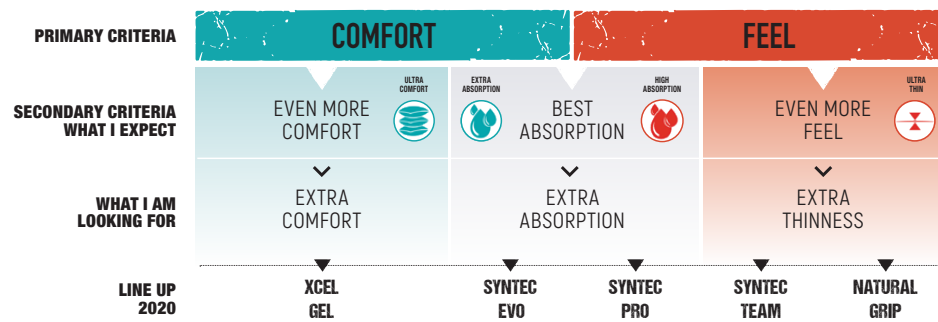 PRIMARY CRITERIA
COMFORT
FEEL
SECONDARY CRITERIA
WHAT I EXPECT
EVEN MORE
COMFORT
ULTRA
COMFORT
EXTRA
ABSORPTION
BEST
ABSORPTION
HIGH
ABSORPTION
EVEN MORE
FEEL
ULTRA
THIN
WHAT I AM
LOOKING FOR
EXTRA
COMFORT
EXTRA
ABSORPTION
EXTRA
THINNESS
LINE UP
2020
XCEL
GEL
SYNTEC
EVO
SYNTEC
PRO
SYNTEC
TEAM
NATURAL
GRIP